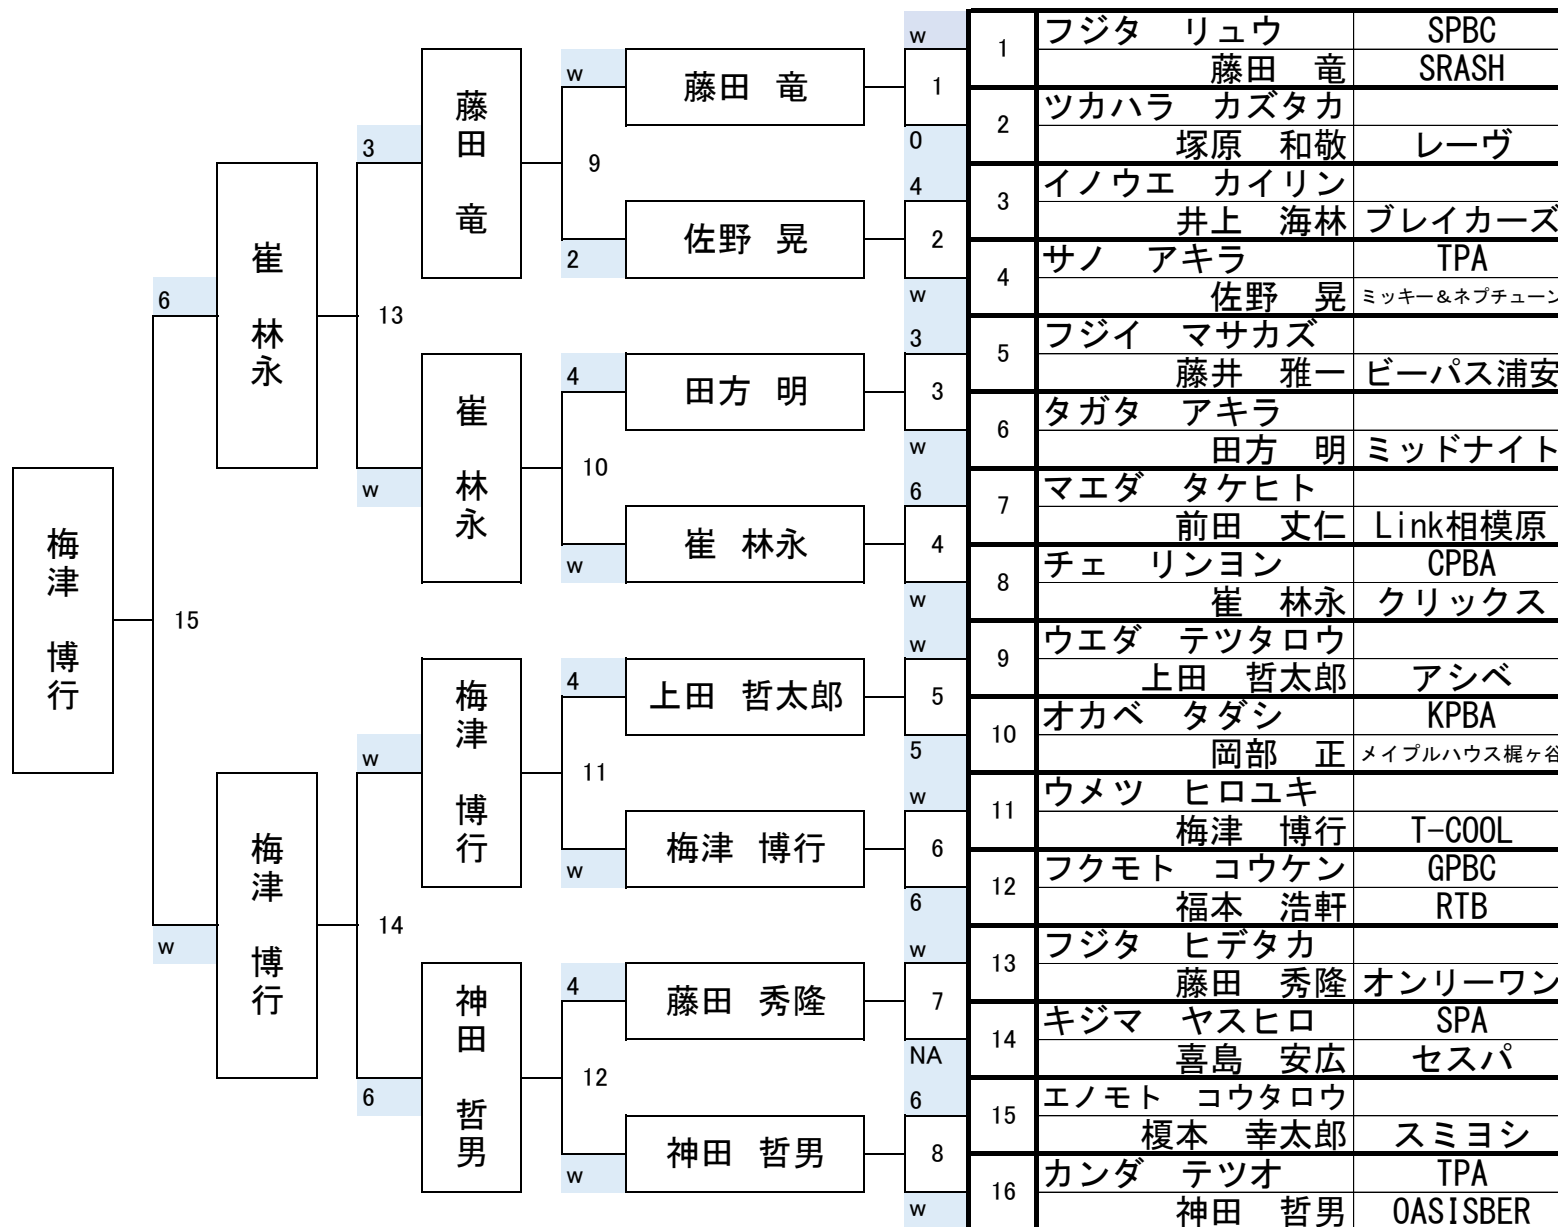 w
1 フジタ リュウ SPBC
藤田 竜 SRASH
1
2 ツカハラ カズタカ
0
塚原 和敬 レーヴ
4
3 イノウエ カイリン
井上 海林 ブレイカーズ
2
4 サノ アキラ TPA
w
佐野 晃 ミッキー&ネプチューン
3
5 フジイ マサカズ
藤井 雅一 ビーパス浦安
3
6 タガタ アキラ
w
田方 明 ミッドナイト
6
7 マエダ タケヒト
前田 丈仁 Link相模原
4
8 チェ リンヨン CPBA
w
崔 林永 クリックス
w
9 ウエダ テツタロウ
上田 哲太郎 アシベ
5
10 オカベ タダシ KPBA
5
岡部 正 メイプルハウス梶ヶ谷
w
11 ウメツ ヒロユキ
梅津 博行 T-COOL
6
12 フクモト コウケン GPBC
6
福本 浩軒 RTB
w
13 フジタ ヒデタカ
藤田 秀隆 オンリーワン
7
14 キジマ ヤスヒロ SPA
NA
喜島 安広 セスパ
6
15 エノモト コウタロウ
榎本 幸太郎 スミヨシ
8
16 カンダ テツオ TPA
w
神田 哲男 OASISBER
w
藤田 竜
9
佐野 晃
2
4
田方 明
10
崔 林永
w
4
上田 哲太郎
11
梅津 博行
w
4
藤田 秀隆
12
神田 哲男
w
3
藤田 竜
13
崔 林永
w
w
梅津 博行
14
神田 哲男
6
6
崔 林永
15
梅津 博行
w
梅津 博行